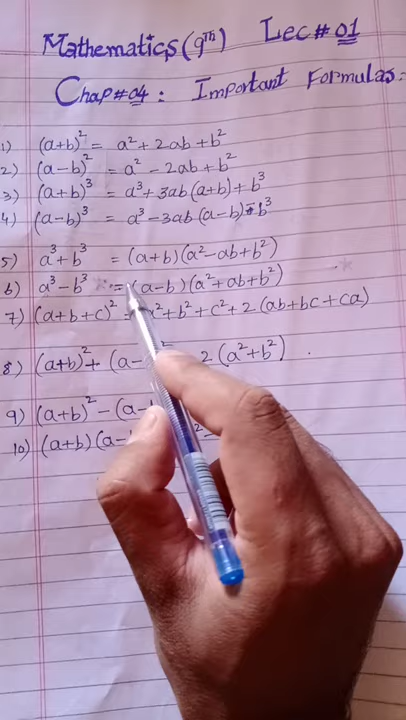 Mathematics (9th) Lec # 01
Chap # 04 : Important Formulas:
1) (a+b)² = a² + 2ab + b²
2) (a-b)² = a² - 2ab + b²
3) (a+b)³ = a³ + 3ab (a+b) + b³
4) (a-b)³ = a³ - 3ab (a-b) - b³
5) a³ + b³ = (a+b) (a² - ab + b²)
6) a³ - b³ = (a-b) (a² + ab + b²)
7) (a+b+c)² = a² + b² + c² + 2 (ab + bc + ca)
8) (a+b)² + (a- 2 (a² + b²)
9) (a+b)² - (a-
10) (a+b) (a-